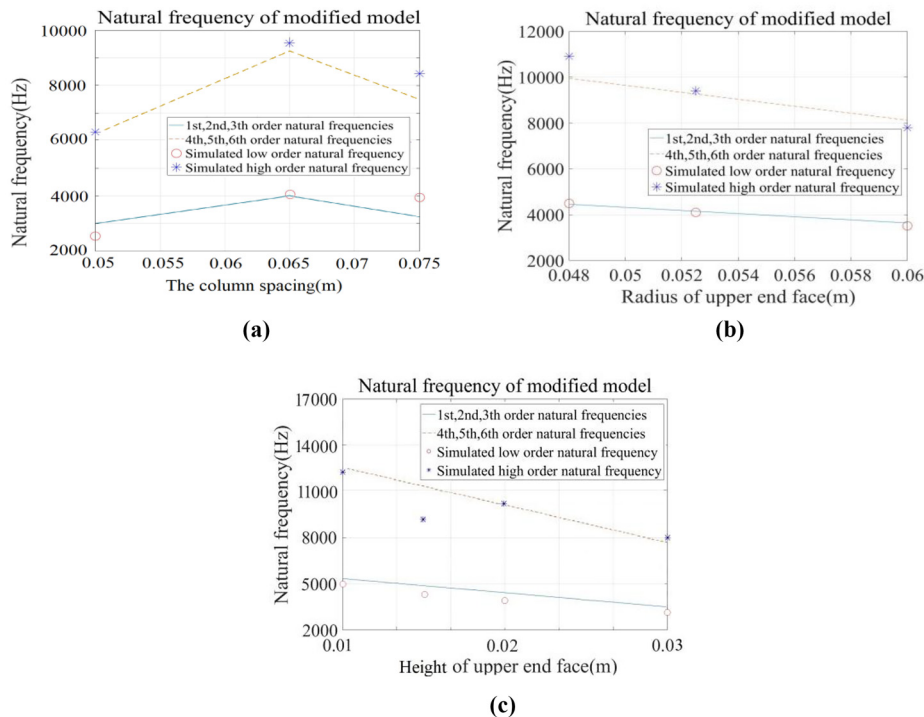 Natural frequency of modified model
10000
8000
6000
4000
2000
Natural frequency(Hz)
1st,2nd,3th order natural frequencies
4th,5th,6th order natural frequencies
Simulated low order natural frequency
Simulated high order natural frequency
0.05 0.055 0.06 0.065 0.07 0.075
The column spacing(m)
(a)
Natural frequency of modified model
12000
10000
8000
6000
4000
2000
Natural frequency(Hz)
1st,2nd,3th order natural frequencies
4th,5th,6th order natural frequencies
Simulated low order natural frequency
Simulated high order natural frequency
0.048 0.05 0.052 0.054 0.056 0.058 0.06
Radius of upper end face(m)
(b)
Natural frequency of modified model
17000
14000
11000
8000
5000
2000
Natural frequency(Hz)
1st,2nd,3th order natural frequencies
4th,5th,6th order natural frequencies
Simulated low order natural frequency
Simulated high order natural frequency
0.01 0.02 0.03
Height of upper end face(m)
(c)